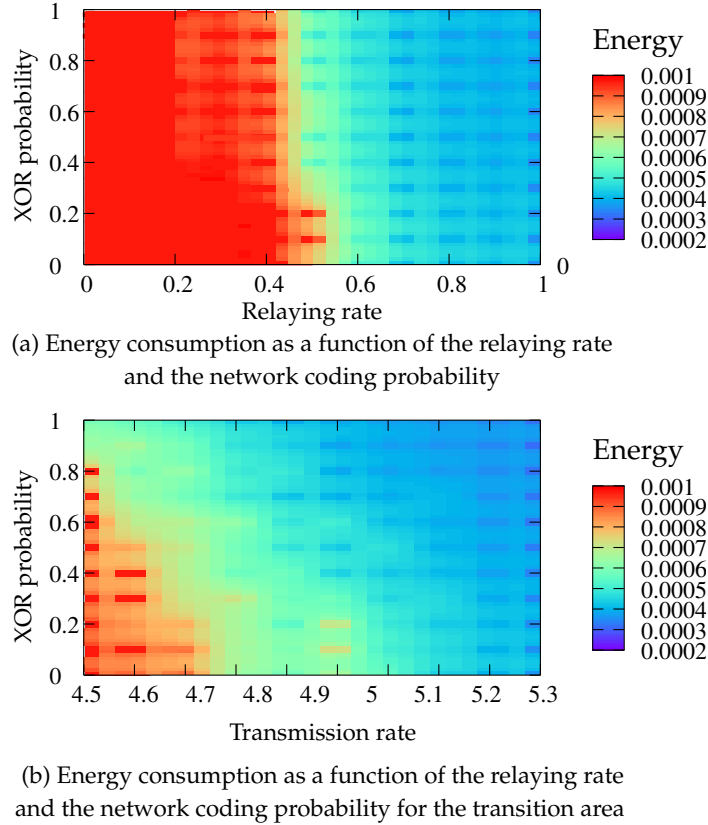 1
0.8
0.6
0.4
0.2
0
XOR probability
0 0.2 0.4 0.6 0.8 1
0
Relaying rate
Energy
0.001
0.0009
0.0008
0.0007
0.0006
0.0005
0.0004
0.0003
0.0002
(a) Energy consumption as a function of the relaying rate
and the network coding probability
1
0.8
0.6
0.4
0.2
0
XOR probability
4.5 4.6 4.7 4.8 4.9 5 5.1 5.2 5.3
Transmission rate
Energy
0.001
0.0009
0.0008
0.0007
0.0006
0.0005
0.0004
0.0003
0.0002
(b) Energy consumption as a function of the relaying rate
and the network coding probability for the transition area